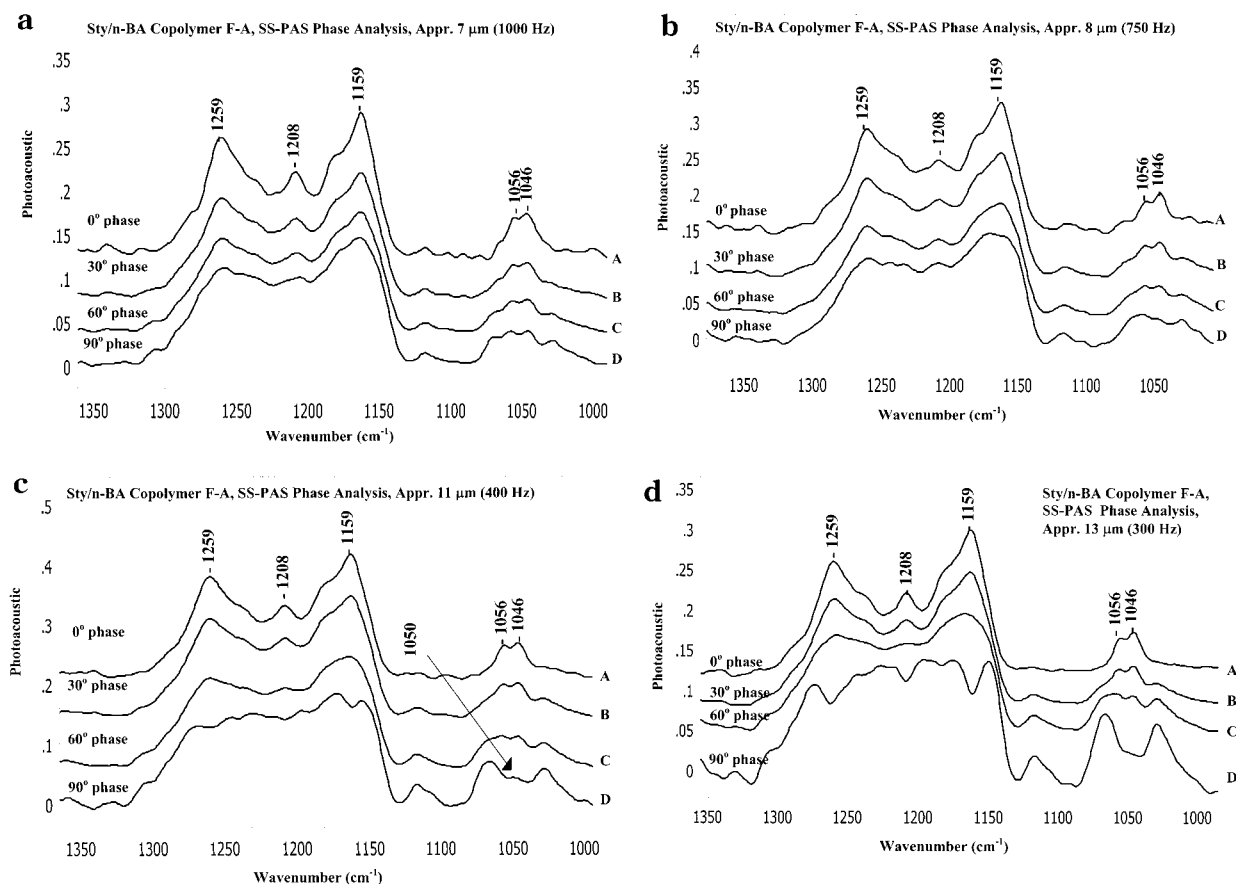 a
Sty/n-BA Copolymer F-A, SS-PAS Phase Analysis, Appr. 7 μm (1000 Hz)
.35
.3
.25
.2
.15
.1
.05
0
Photoacoustic
1259
1208
1159
1056
1046
0° phase
30° phase
60° phase
90° phase
A
B
C
D
1350 1300 1250 1200 1150 1100 1050 1000
Wavenumber (cm⁻¹)
b
Sty/n-BA Copolymer F-A, SS-PAS Phase Analysis, Appr. 8 μm (750 Hz)
.4
.35
.3
.25
.2
.15
.1
.05
0
Photoacoustic
1259
1208
1159
1056
1046
0° phase
30° phase
60° phase
90° phase
A
B
C
D
1350 1300 1250 1200 1150 1100 1050
Wavenumber (cm⁻¹)
c
Sty/n-BA Copolymer F-A, SS-PAS Phase Analysis, Appr. 11 μm (400 Hz)
.5
.4
.3
.2
.1
0
Photoacoustic
1259
1208
1159
1050
1056
1046
0° phase
30° phase
60° phase
90° phase
A
B
C
D
1350 1300 1250 1200 1150 1100 1050 1000
Wavenumber (cm⁻¹)
d
Sty/n-BA Copolymer F-A,
SS-PAS Phase Analysis,
Appr. 13 μm (300 Hz)
.35
.3
.25
.2
.15
.1
.05
0
Photoacoustic
1259
1208
1159
1056
1046
0° phase
30° phase
60° phase
90° phase
A
B
C
D
1350 1300 1250 1200 1150 1100 1050 1000
Wavenumber (cm⁻¹)